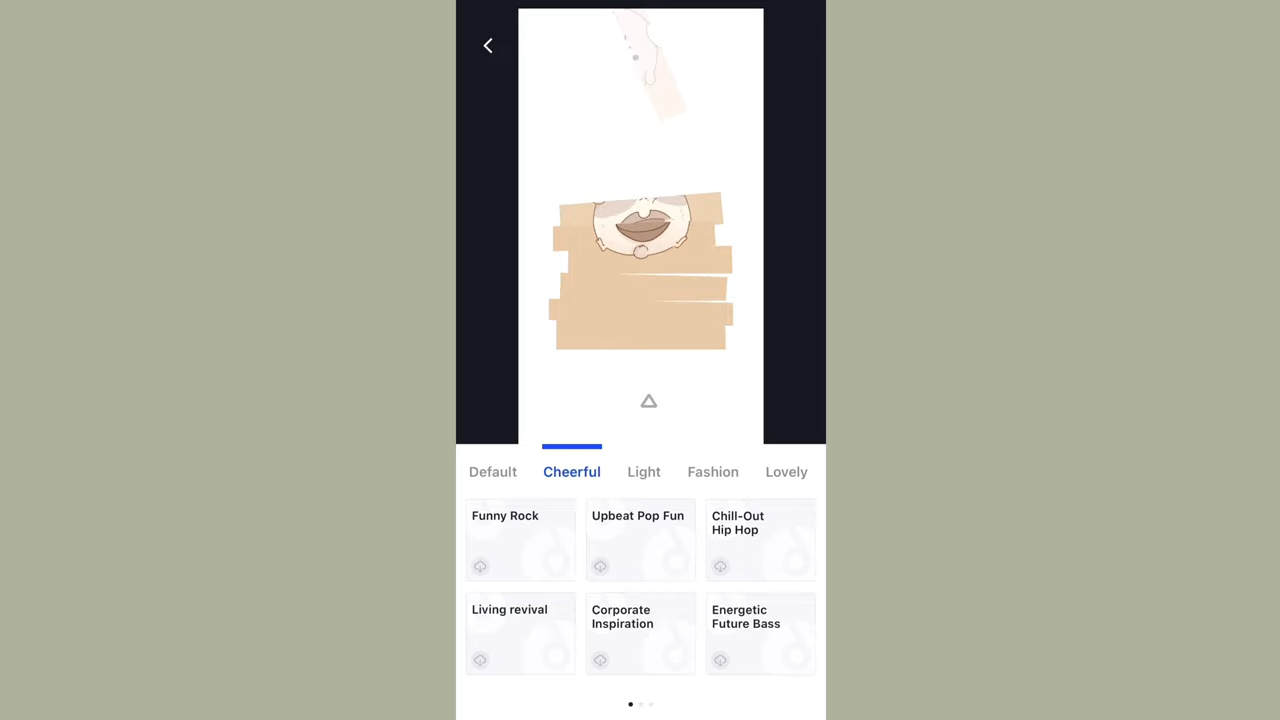 Default Cheerful Light Fashion Lovely
Funny Rock
Upbeat Pop Fun
Chill-Out
Hip Hop
Living revival
Corporate
Inspiration
Energetic
Future Bass